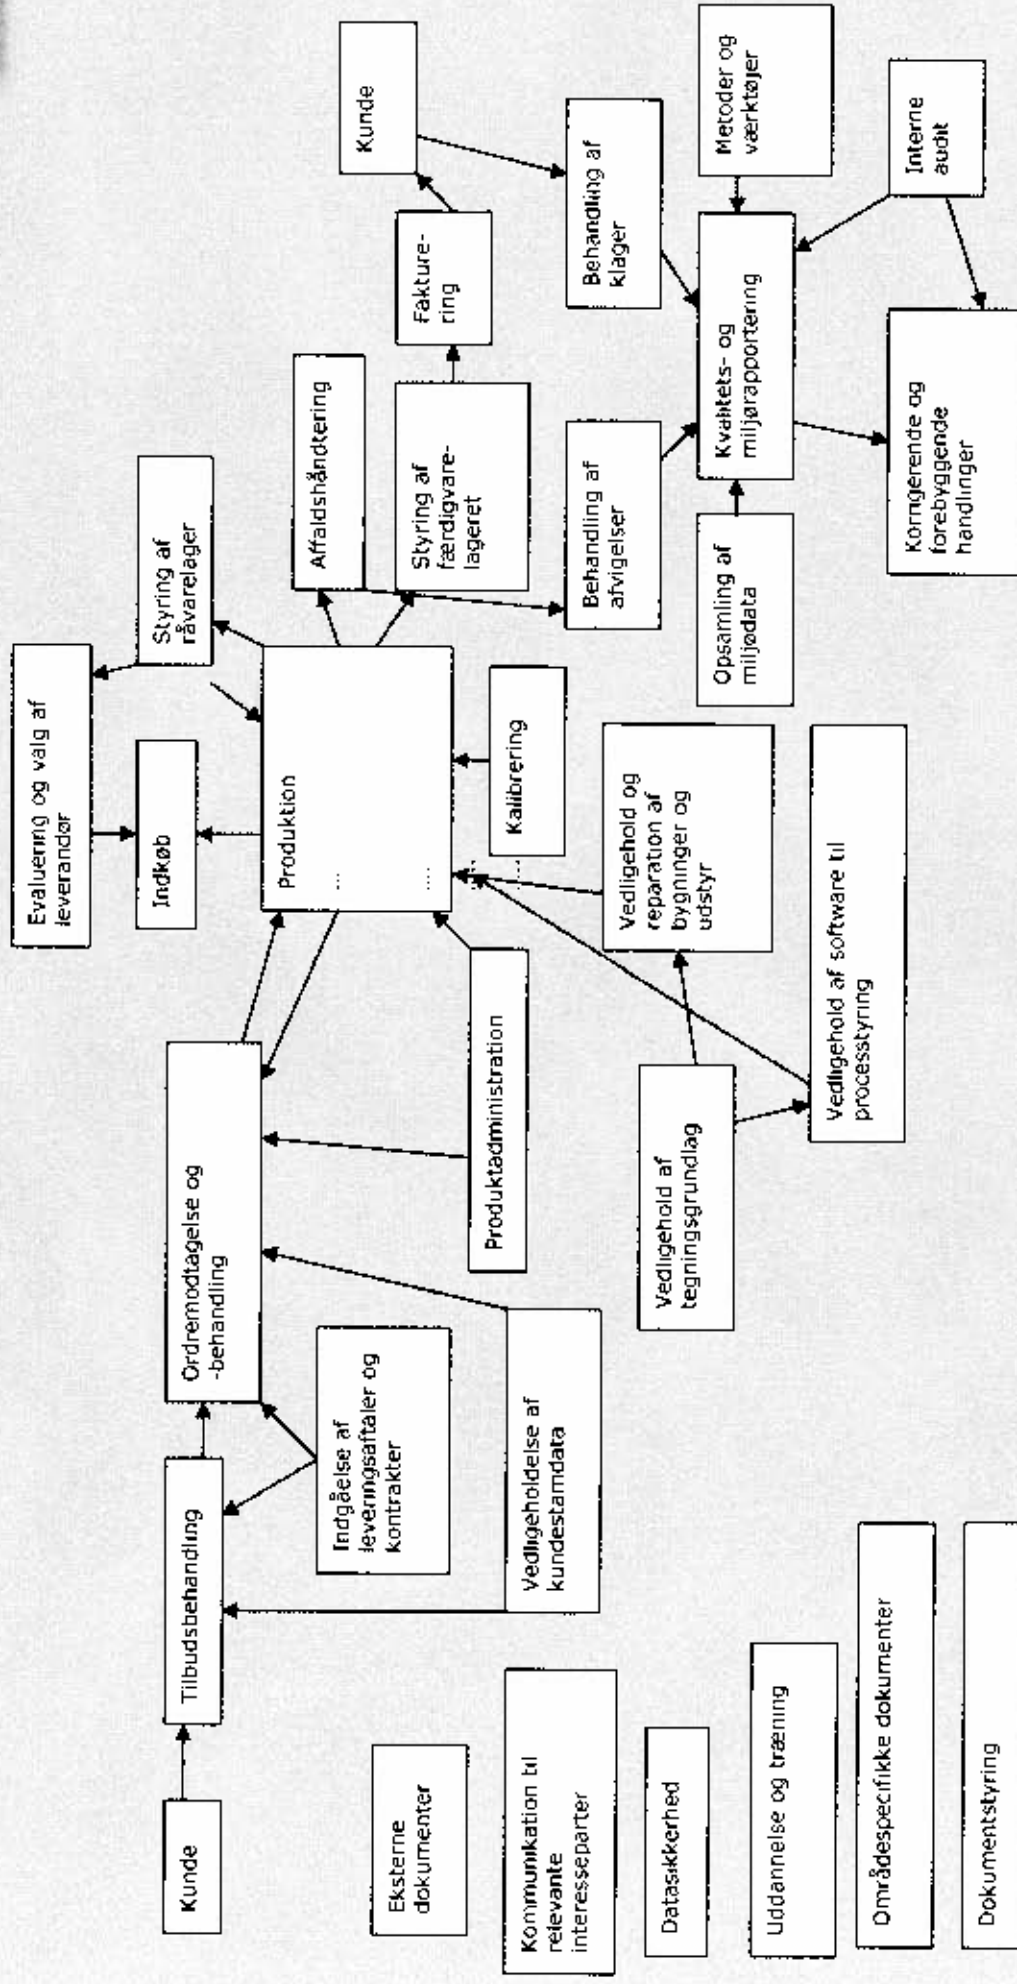 Kunde
Tilbudsbehandling
Ordremodtagelse og
-behandling
Indgåelse af
leveringsaftaler og
kontrakter
Vedligeholdelse af
kundestamdata
Produktadministration
Evaluering og valg af
leverandør
Indkøb
Styring af
råvarelager
Produktion
...
....
Kalibrering
Vedligehold og
reparation af
bygninger og
udstyr
Vedligehold af
tegningsgrundlag
Vedligehold af software til
processtyring
Affaldshåndtering
Styring af
færdigvare-
lageret
Fakture-
ring
Kunde
Behandling af
afvigelser
Behandling af
klager
Opsamling af
miljødata
Kvalitets- og
miljørapportering
Metoder og
værktøjer
Interne
audit
Korrigerende og
forebyggende
handlinger
Eksterne
dokumenter
Kommunikation til
relevante
interesseparter
Datasikkerhed
Uddannelse og træning
Områdespecifikke dokumenter
Dokumentstyring